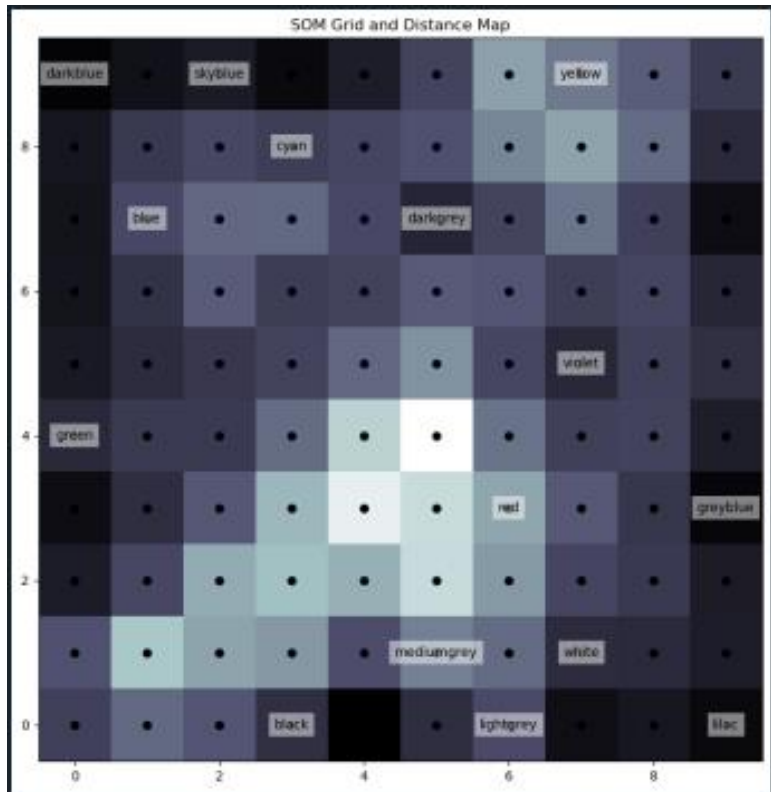 SOM Grid and Distance Map
darkblue skyblue yellow
8 cyan
blue darkgrey
6
violet
4 green
red greyblue
2
mediumgrey white
0 black lightgrey lilac
0 2 4 6 8